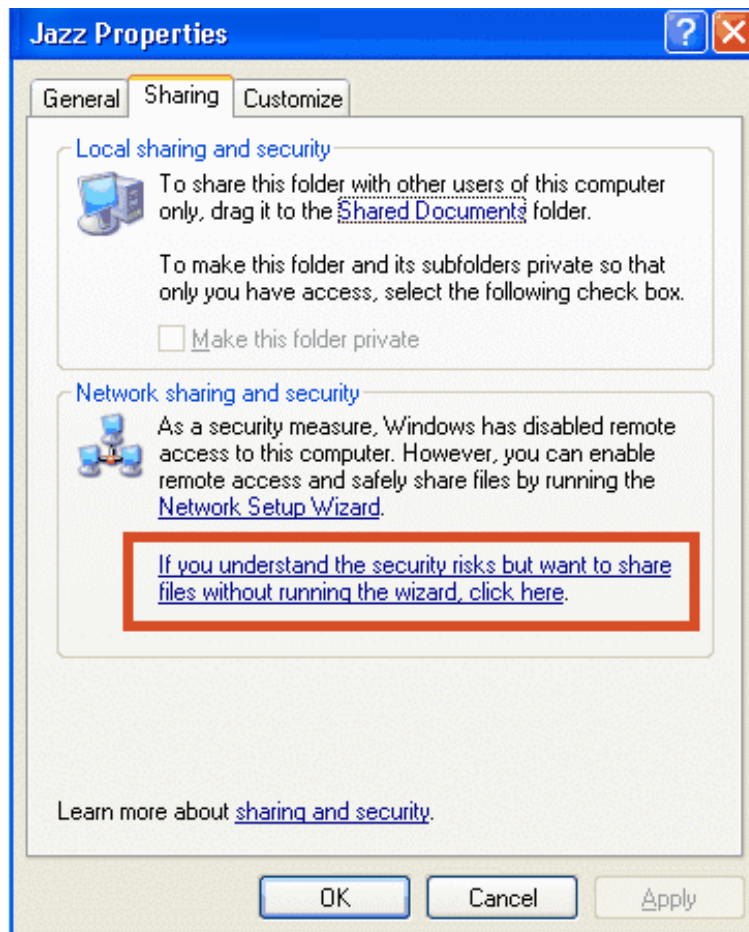 Jazz Properties
General Sharing Customize
Local sharing and security
To share this folder with other users of this computer
only, drag it to the Shared Documents folder.
To make this folder and its subfolders private so that
only you have access, select the following check box.
Make this folder private
Network sharing and security
As a security measure, Windows has disabled remote
access to this computer. However, you can enable
remote access and safely share files by running the
Network Setup Wizard.
If you understand the security risks but want to share
files without running the wizard, click here.
Learn more about sharing and security.
OK Cancel Apply